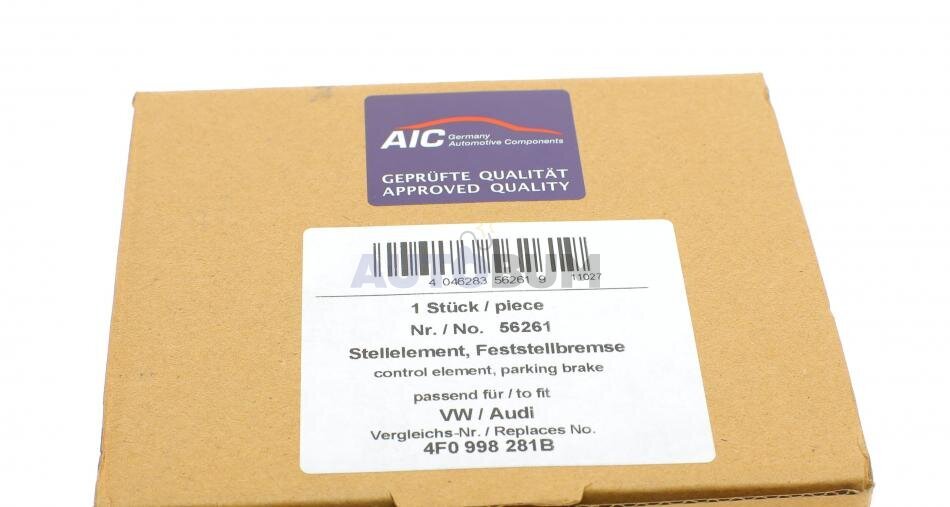 AIC Germany
Automotive Components
GEPRÜFTE QUALITÄT
APPROVED QUALITY
AUTOBUM
4 046283 56261 9 11027
1 Stück / piece
Nr. / No. 56261
Stellelement, Feststellbremse
control element, parking brake
passend für / to fit
VW / Audi
Vergleichs-Nr. / Replaces No.
4F0 998 281B